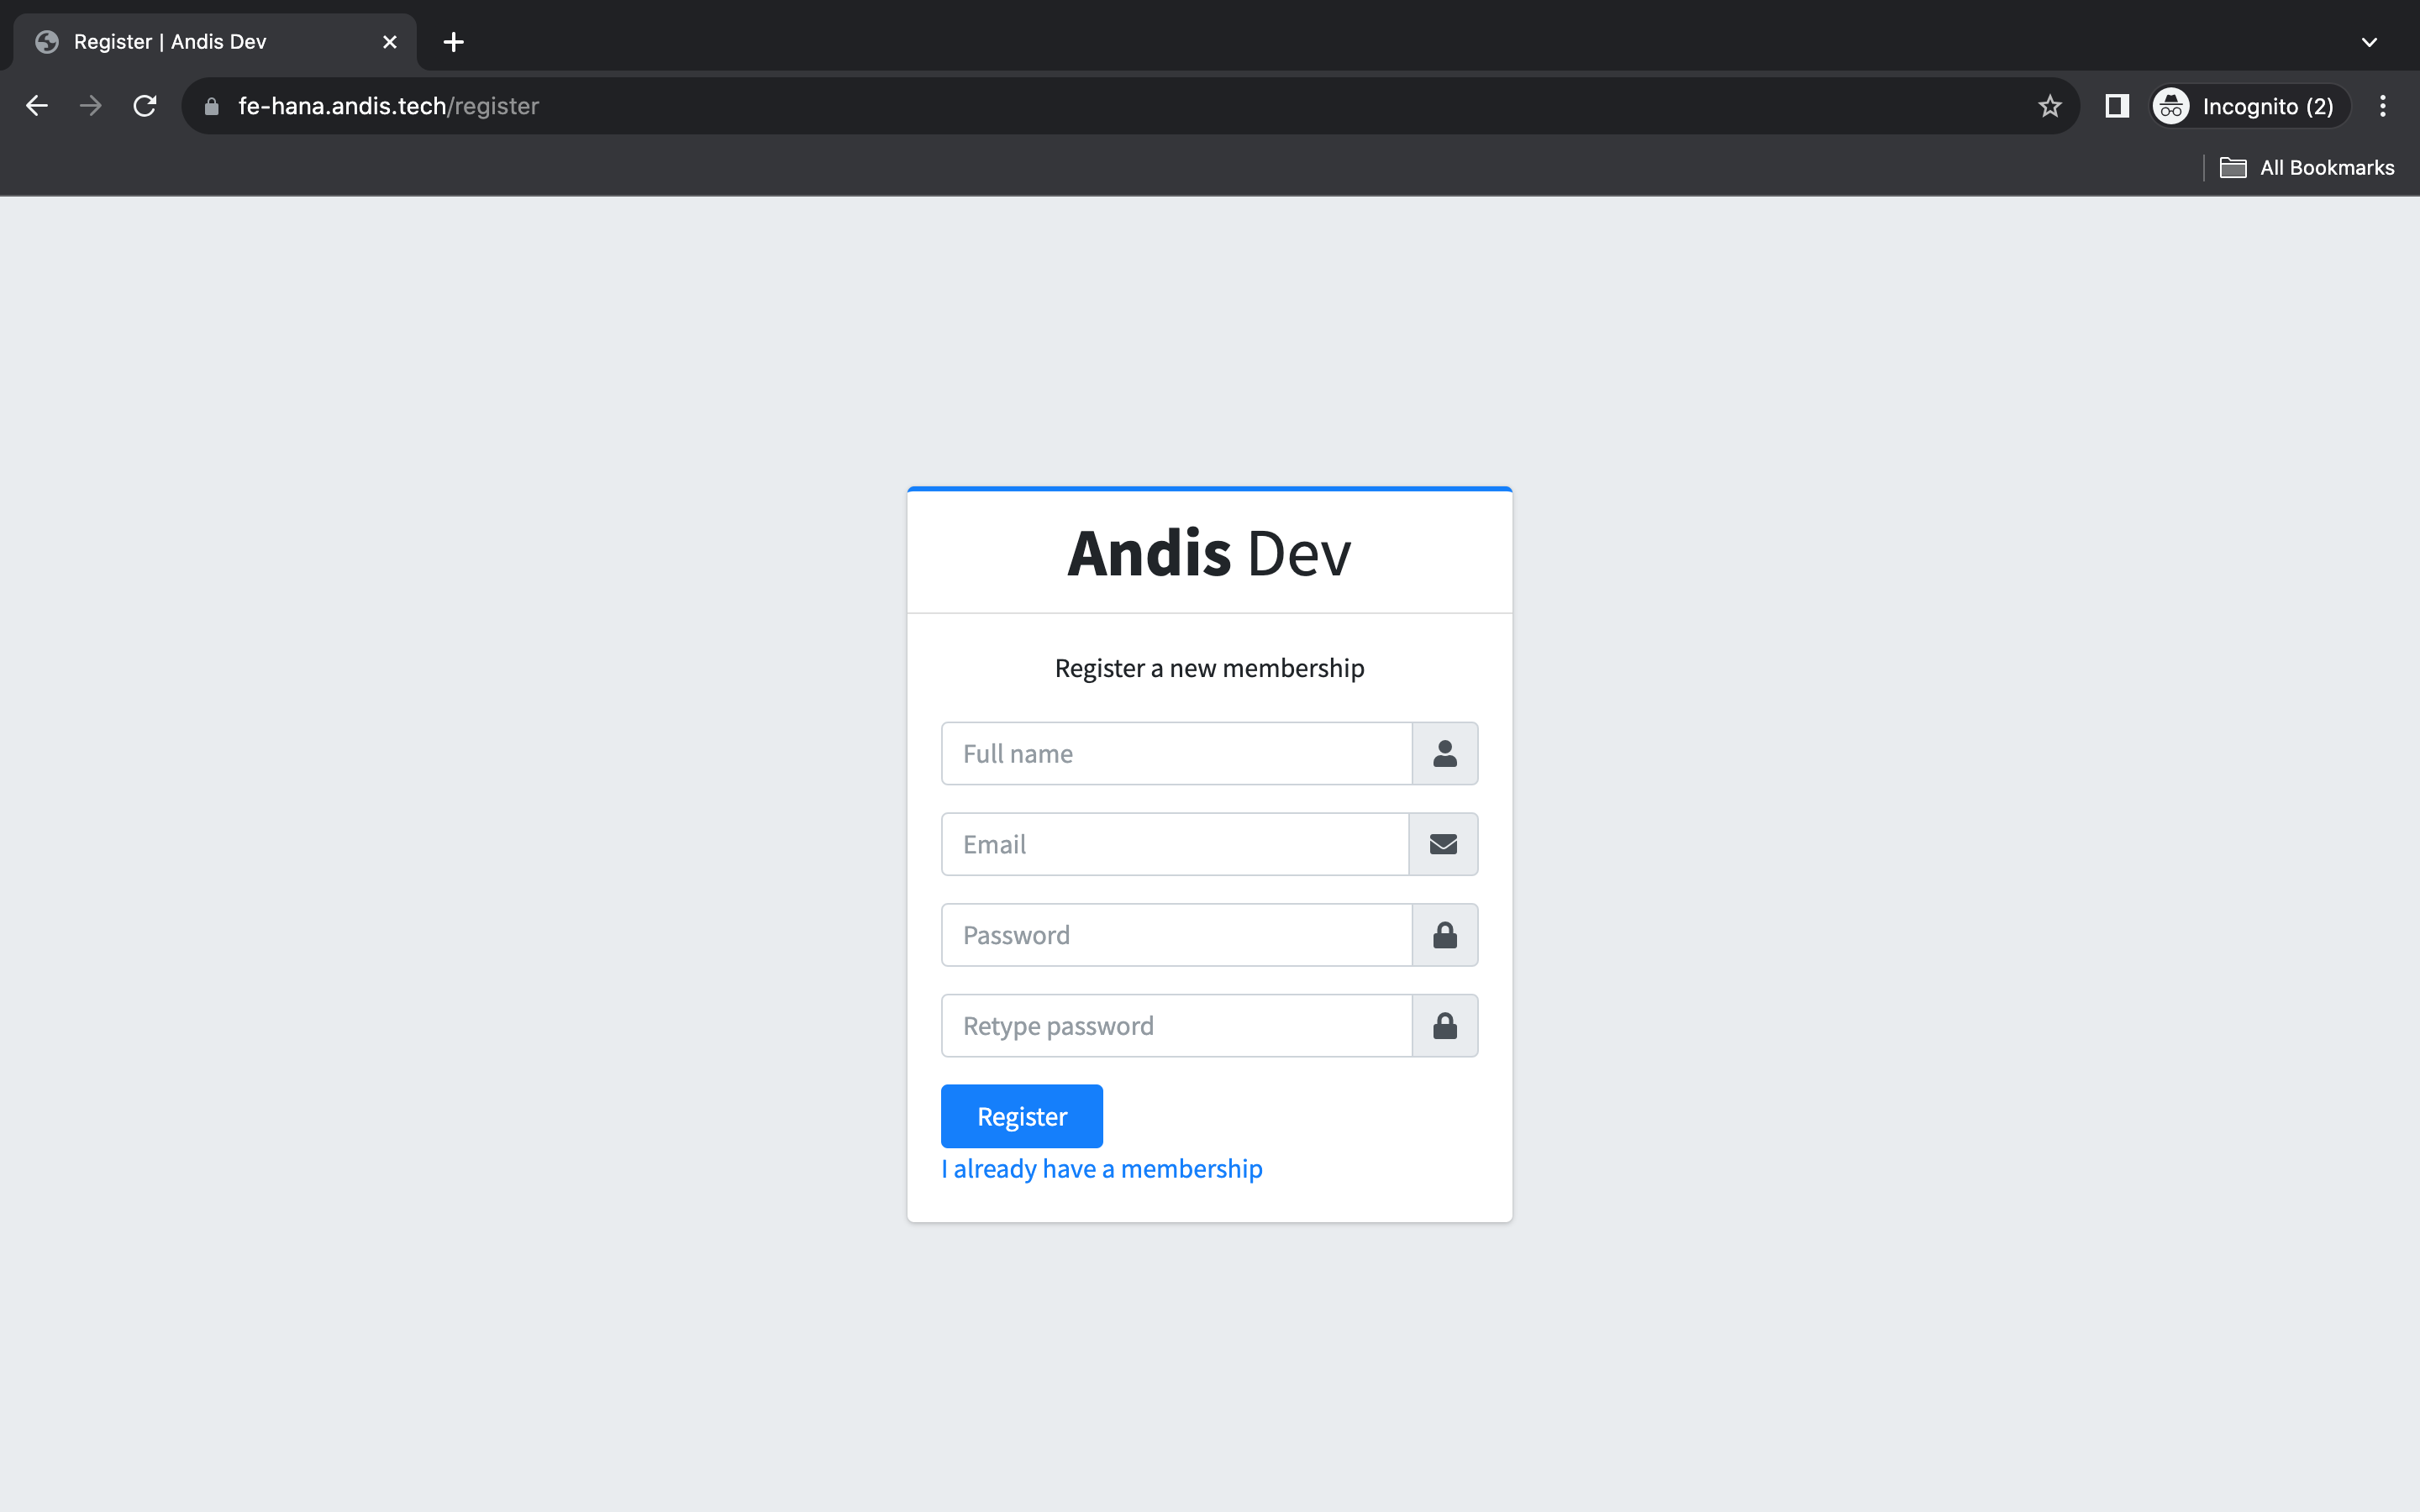 Register | Andis Dev
fe-hana.andis.tech/register
Incognito (2)
All Bookmarks
Andis Dev
Register a new membership
Full name
Email
Password
Retype password
Register
I already have a membership